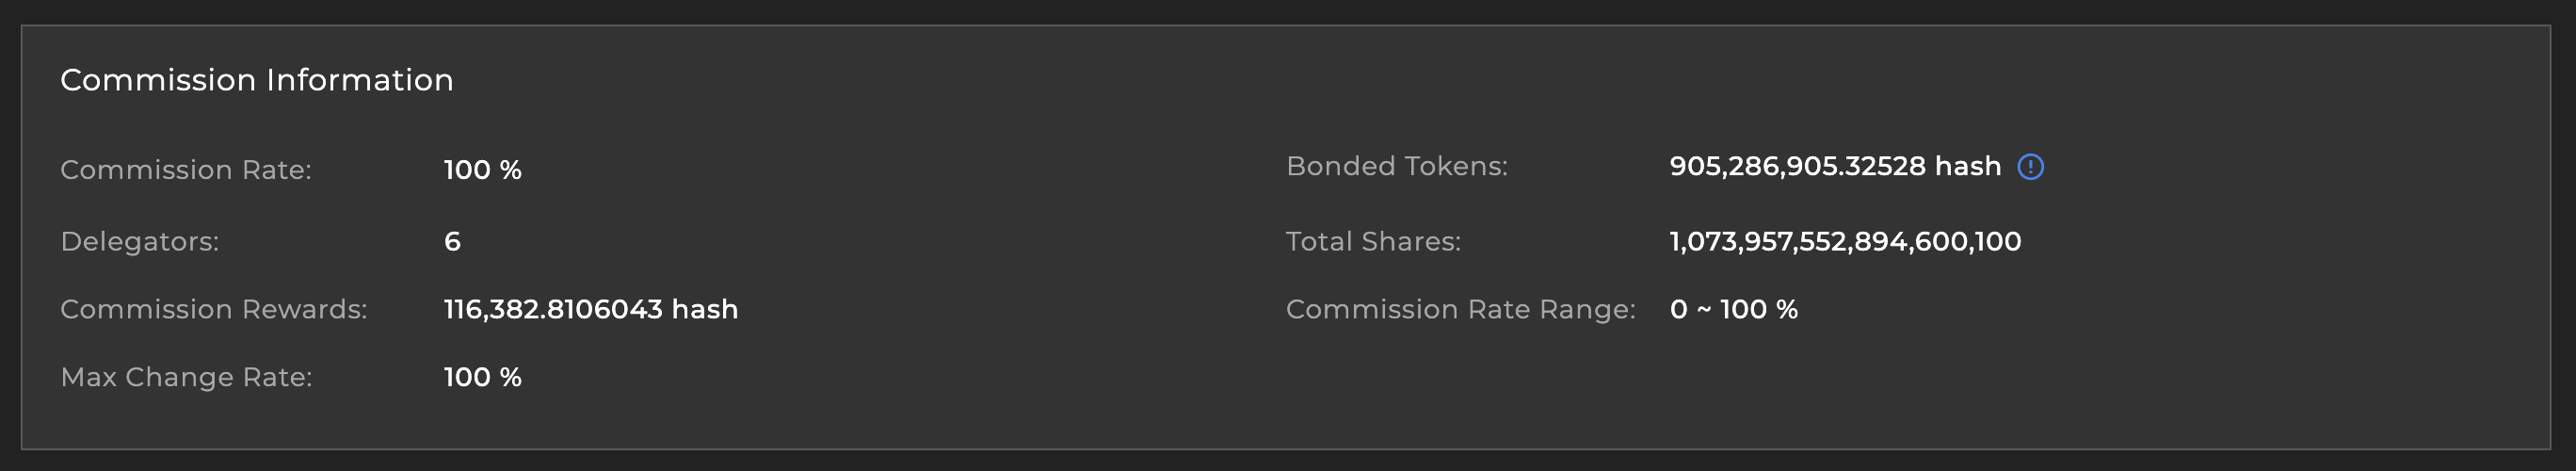 Commission Information
Commission Rate: 100 %
Delegators: 6
Commission Rewards: 116,382.8106043 hash
Max Change Rate: 100 %
Bonded Tokens: 905,286,905.32528 hash
Total Shares: 1,073,957,552,894,600,100
Commission Rate Range: 0 ~ 100 %